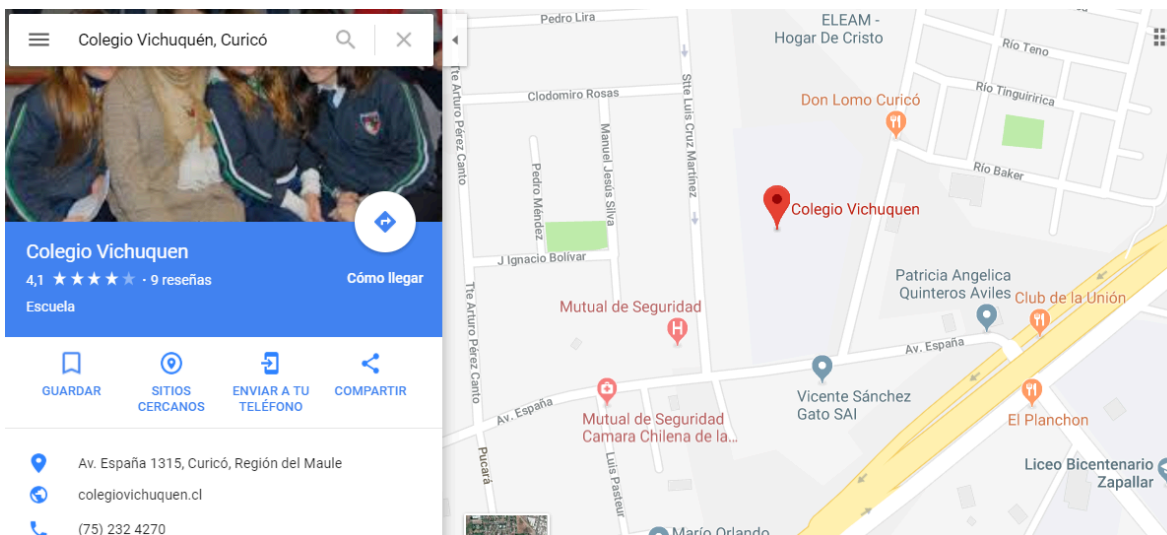 Colegio Vichuquén, Curicó
Colegio Vichuquen
4,1 ★★★★★ · 9 reseñas
Cómo llegar
Escuela
GUARDAR
SITIOS
CERCANOS
ENVIAR A TU
TELÉFONO
COMPARTIR
Av. España 1315, Curicó, Región del Maule
colegiovichuquen.cl
(75) 232 4270
Pedro Lira
ELEAM -
Hogar De Cristo
Río Teno
Río Tinguiririca
Clodomiro Rosas
Don Lomo Curicó
Stte Luis Cruz Martínez
Tte Arturo Pérez Canto
Manuel Jesús Silva
Pedro Méndez
Río Baker
Colegio Vichuquen
J Ignacio Bolívar
Patricia Angelica
Quinteros Aviles
Club de la Unión
Mutual de Seguridad
H
Tte Arturo Pérez Canto
Av. España
Vicente Sánchez
Gato SAI
Av. España
Mutual de Seguridad
Camara Chilena de la...
El Planchon
Pucará
Luis Pasteur
Liceo Bicentenario
Zapallar
Mario Orlando